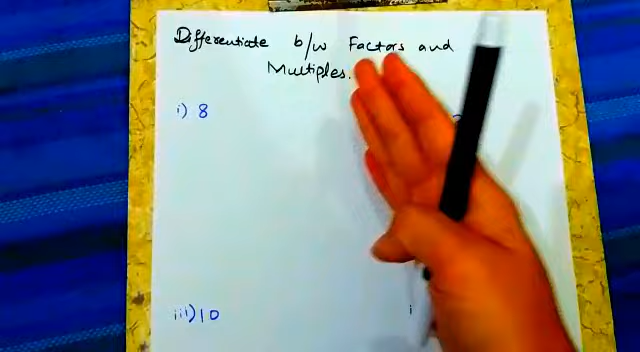 Differentiate b/w Factors and
Multiples.
i) 8
iii) 10